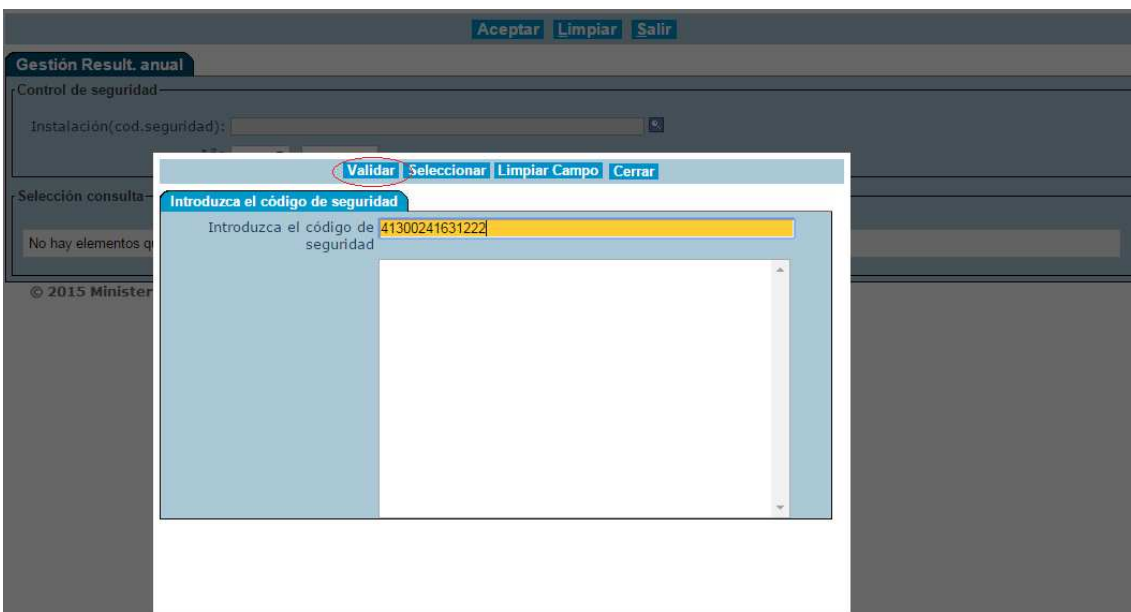 Aceptar Limpiar Salir
Gestión Result. anual
Control de seguridad
Instalación(cod.seguridad):
Validar Seleccionar Limpiar Campo Cerrar
Selección consulta
Introduzca el código de seguridad
Introduzca el código de 41300241631222
seguridad
No hay elementos
© 2015 Minister